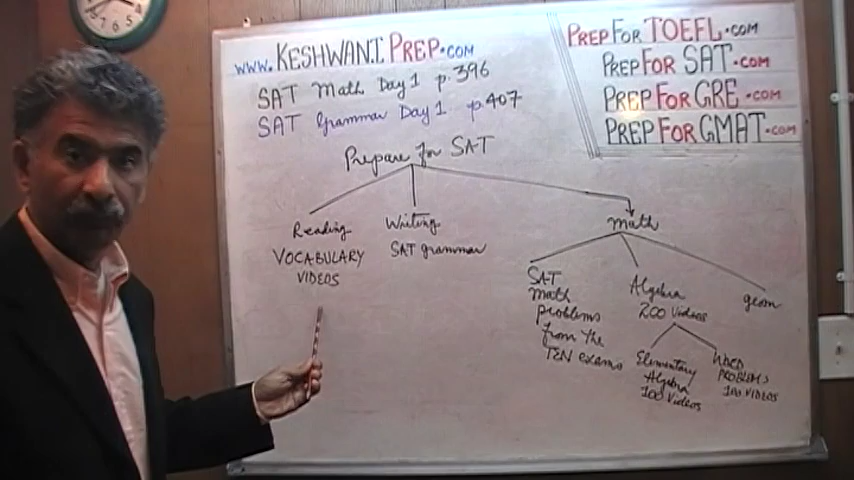 www.KESHWANIPREP.COM
SAT Math Day 1 p.396
SAT Grammar Day 1 p.407
PREPFORTOEFL.COM
PREPFORSAT.COM
PREPFORGRE.COM
PREPFORGMAT.COM
Prepare for SAT
Reading
VOCABULARY
VIDEOS
Writing
SAT grammar
Math
SAT
Math
problems
from the
TEN exams
Algebra
200 Videos
Elementary
Algebra
100 Videos
WORD
PROBLEMS
100 VIDEOS
geom